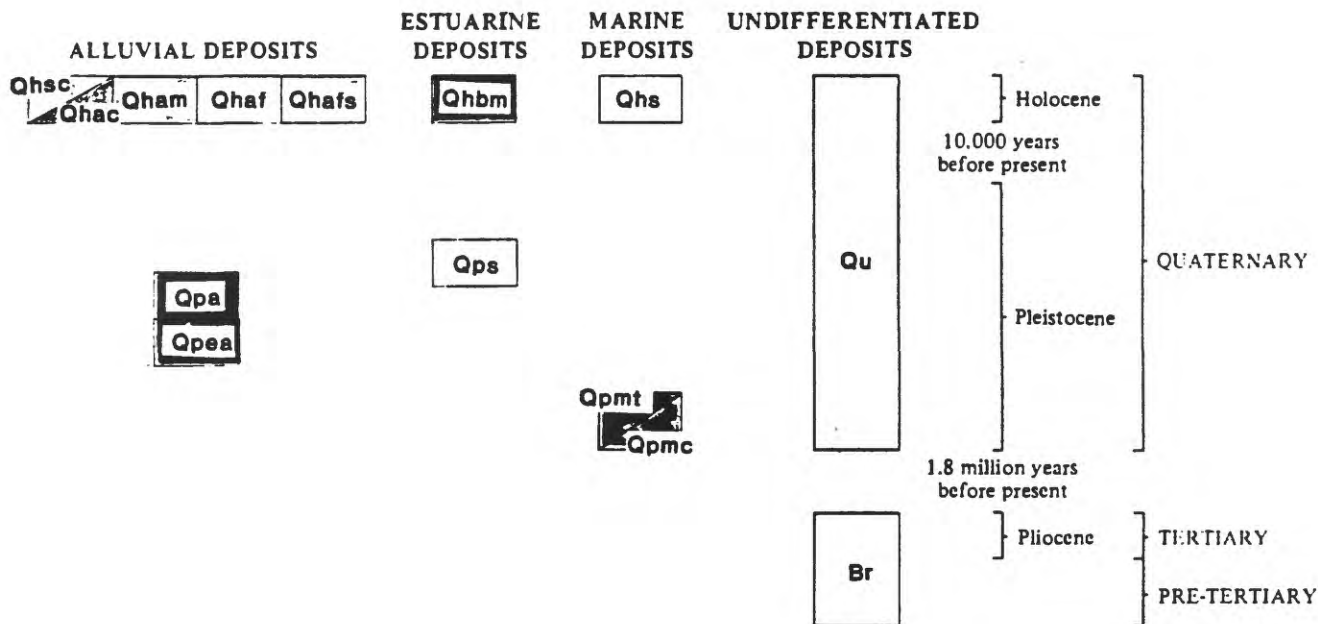 ALLUVIAL DEPOSITS
ESTUARINE
DEPOSITS
MARINE
DEPOSITS
UNDIFFERENTIATED
DEPOSITS
Qhsc
Qhac
Qham
Qhaf
Qhafs
Qhbm
Qhs
Holocene
10,000 years
before present
Qps
Qu
QUATERNARY
Qpa
Qpea
Pleistocene
Qpmt
Qpmc
1.8 million years
before present
Br
Pliocene
TERTIARY
PRE-TERTIARY